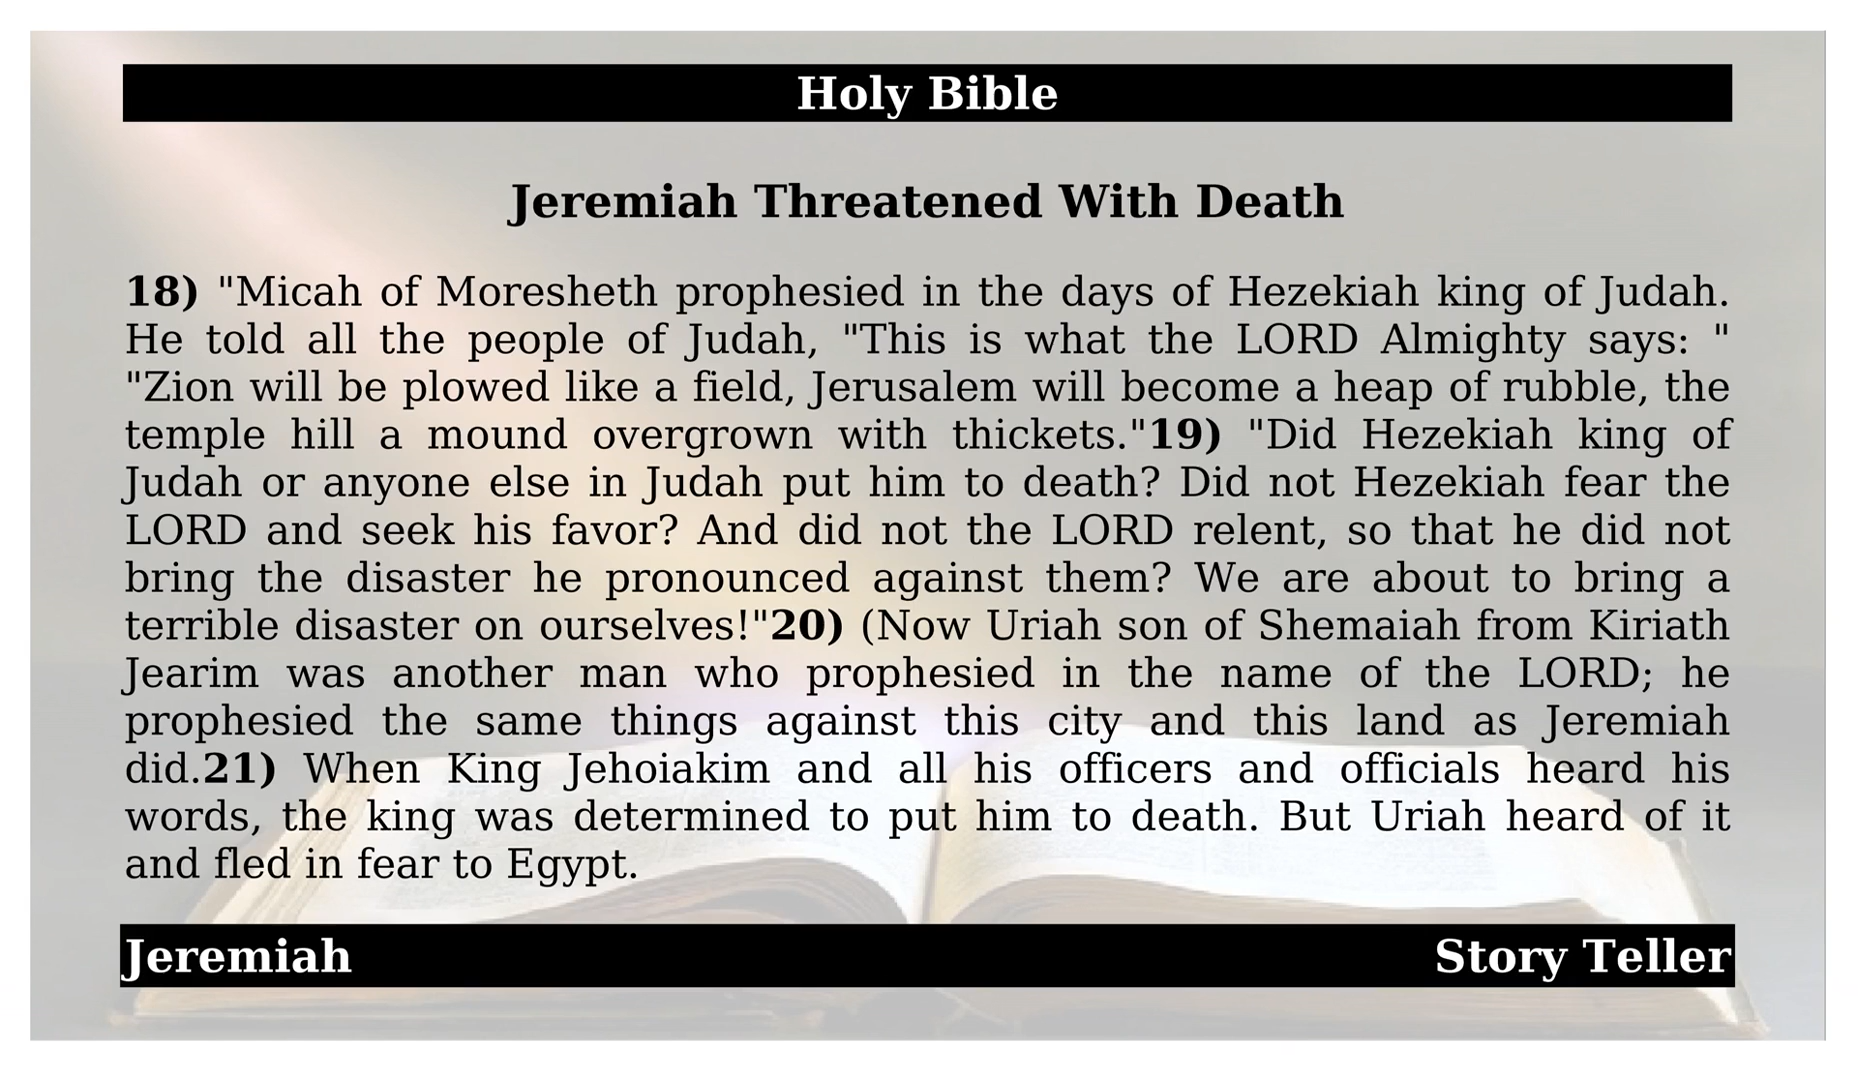 Holy Bible
Jeremiah Threatened With Death
18) "Micah of Moresheth prophesied in the days of Hezekiah king of Judah.
He told all the people of Judah, "This is what the LORD Almighty says: "
"Zion will be plowed like a field, Jerusalem will become a heap of rubble, the
temple hill a mound overgrown with thickets."19) "Did Hezekiah king of
Judah or anyone else in Judah put him to death? Did not Hezekiah fear the
LORD and seek his favor? And did not the LORD relent, so that he did not
bring the disaster he pronounced against them? We are about to bring a
terrible disaster on ourselves!"20) (Now Uriah son of Shemaiah from Kiriath
Jearim was another man who prophesied in the name of the LORD; he
prophesied the same things against this city and this land as Jeremiah
did.21) When King Jehoiakim and all his officers and officials heard his
words, the king was determined to put him to death. But Uriah heard of it
and fled in fear to Egypt.
Jeremiah Story Teller